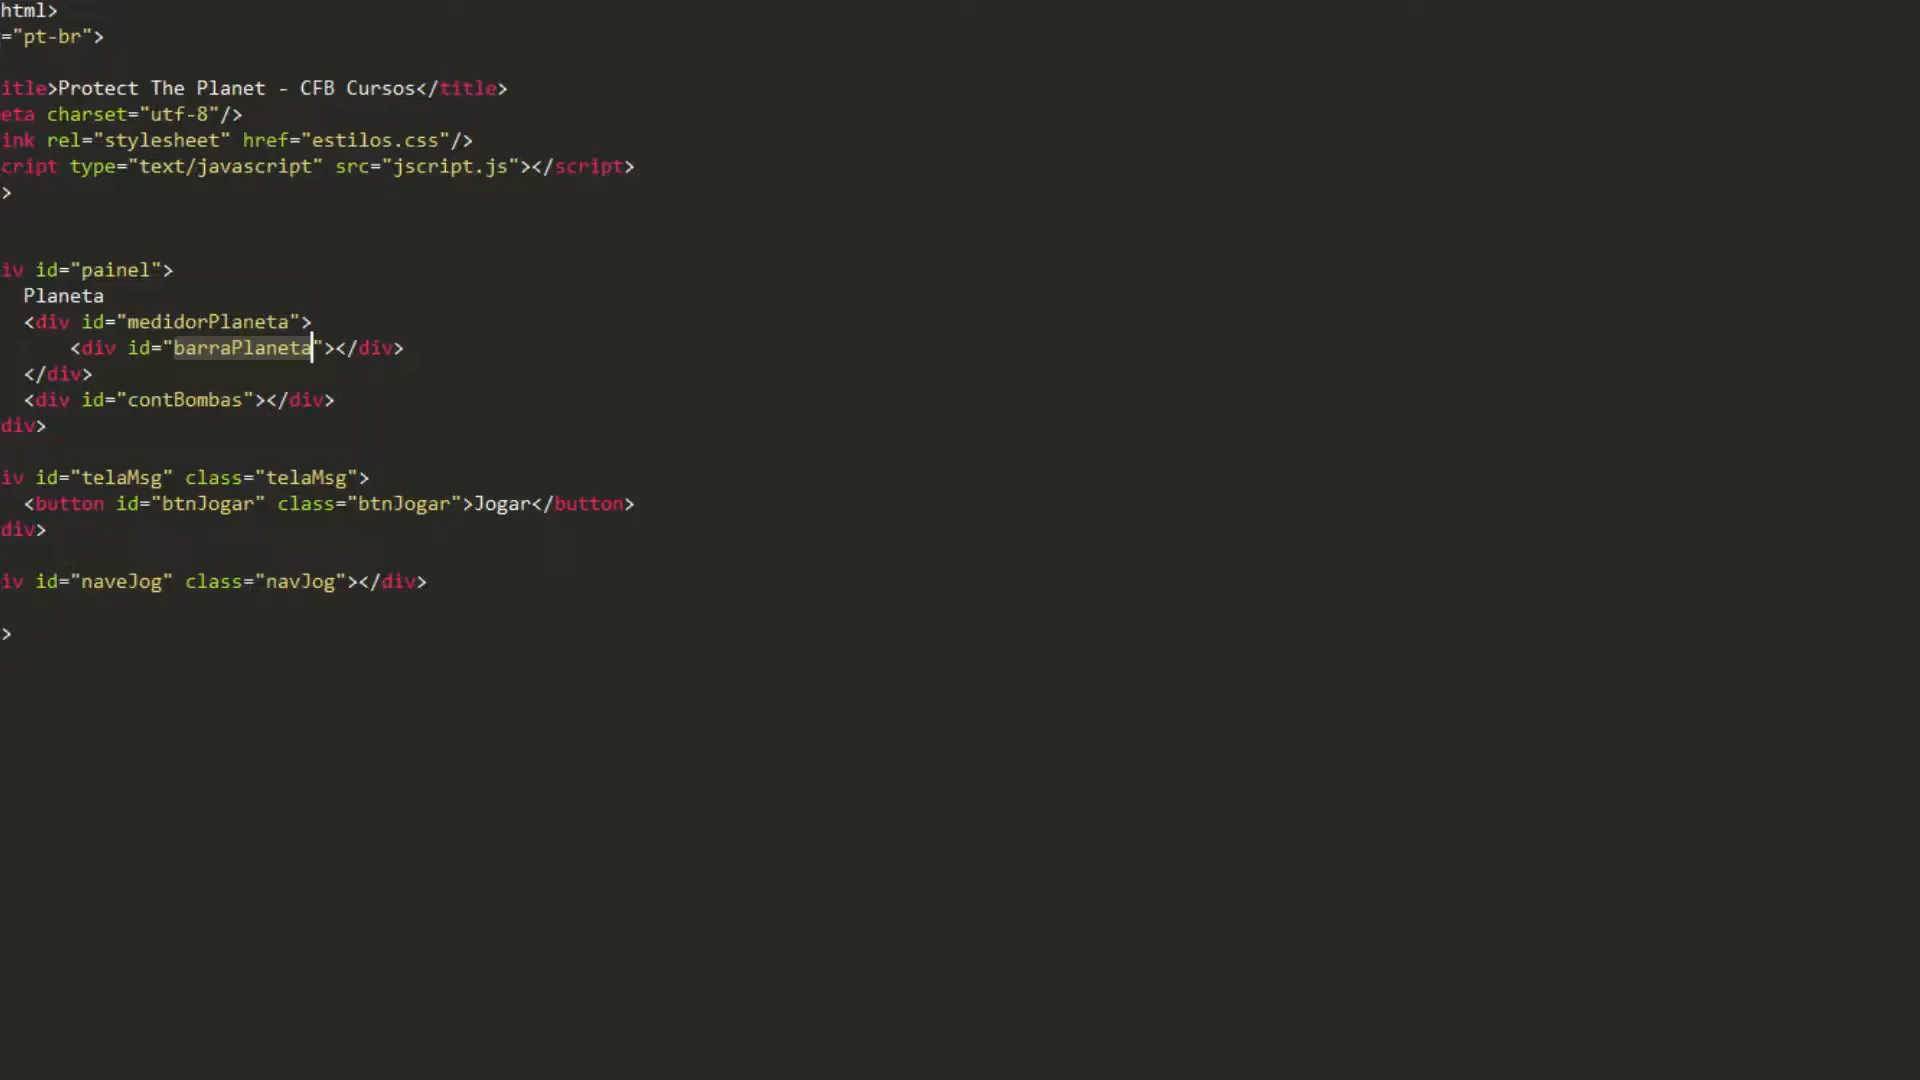 html>
="pt-br">
itle>Protect The Planet - CFB Cursos</title>
eta charset="utf-8"/>
ink rel="stylesheet" href="estilos.css"/>
cript type="text/javascript" src="jscript.js"></script>
>
iv id="painel">
Planeta
<div id="medidorPlaneta">
<div id="barraPlaneta"></div>
</div>
<div id="contBombas"></div>
div>
iv id="telaMsg" class="telaMsg">
<button id="btnJogar" class="btnJogar">Jogar</button>
div>
iv id="naveJog" class="navJog"></div>
>